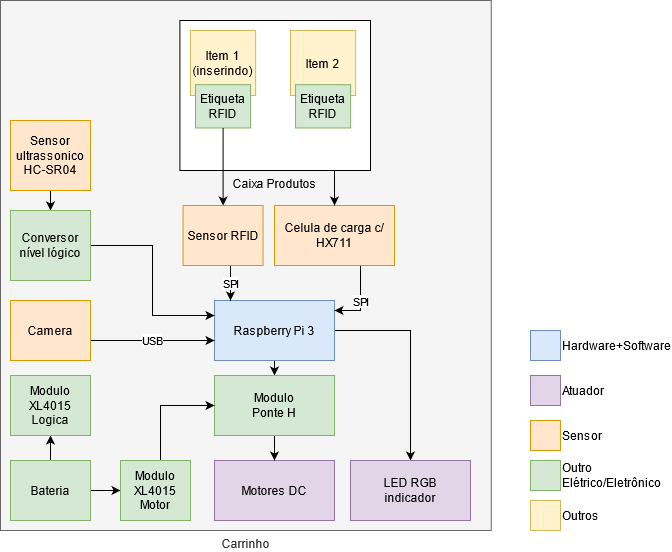 Item 1
(inserindo)
Item 2
Etiqueta
RFID
Etiqueta
RFID
Sensor
ultrassonico
HC-SR04
Caixa Produtos
Conversor
nível lógico
Sensor RFID
Celula de carga c/
HX711
SPI
SPI
Camera
USB
Raspberry Pi 3
Modulo
XL4015
Logica
Modulo
Ponte H
Bateria
Modulo
XL4015
Motor
Motores DC
LED RGB
indicador
Carrinho
Hardware+Software
Atuador
Sensor
Outro
Elétrico/Eletrônico
Outros